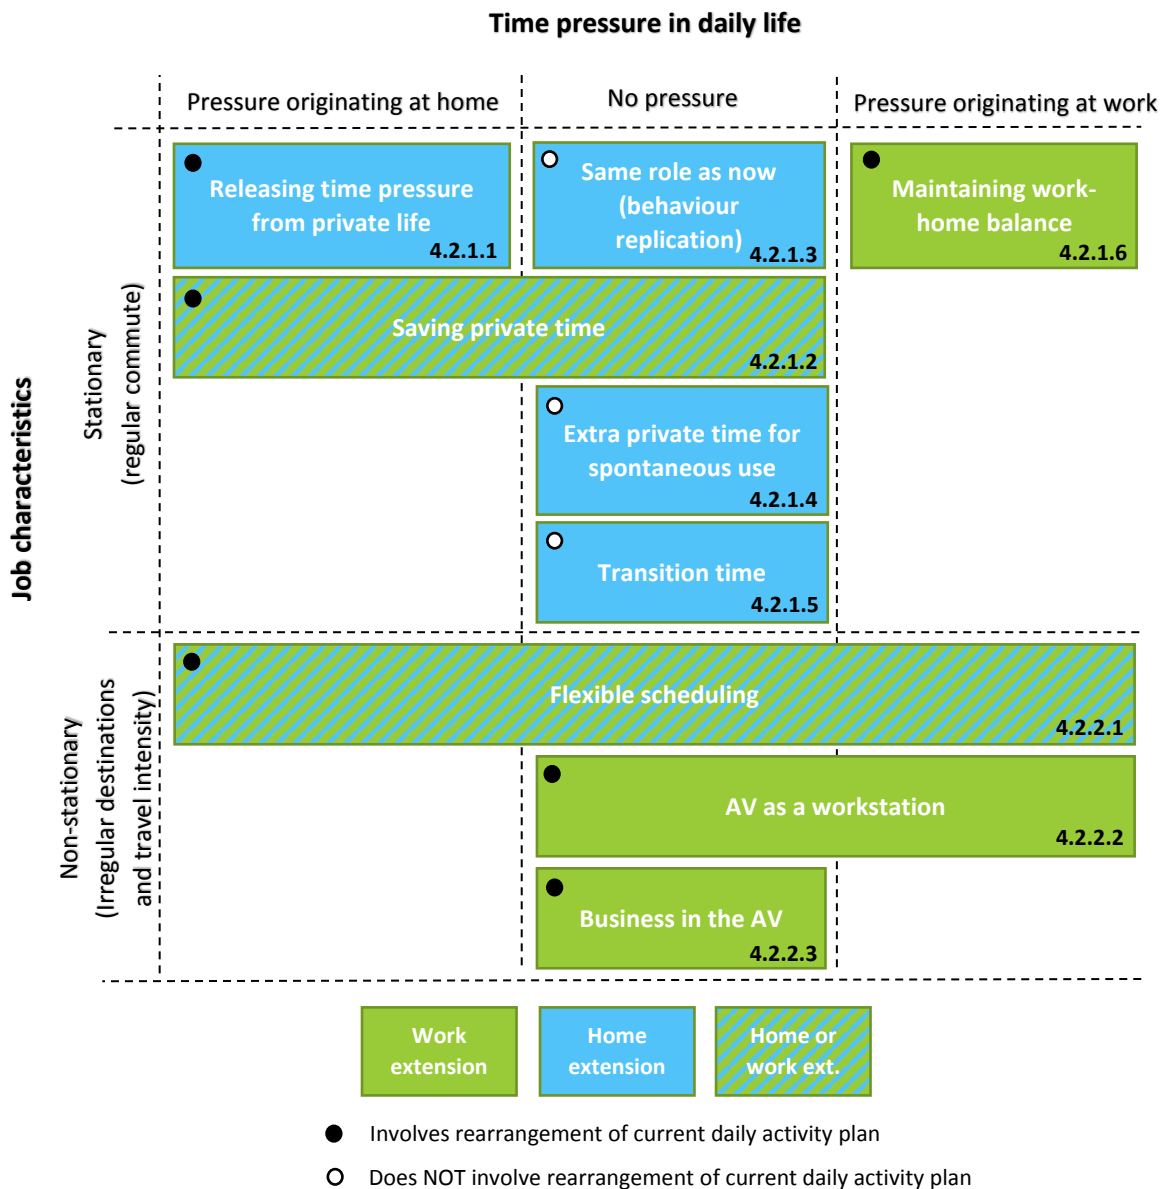 Time pressure in daily life
Pressure originating at home
No pressure
Pressure originating at work
Job characteristics
Stationary
(regular commute)
Releasing time pressure
from private life
4.2.1.1
Same role as now
(behaviour
replication)
4.2.1.3
Maintaining work-
home balance
4.2.1.6
Saving private time
4.2.1.2
Extra private time for
spontaneous use
4.2.1.4
Transition time
4.2.1.5
Non-stationary
(Irregular destinations
and travel intensity)
Flexible scheduling
4.2.2.1
AV as a workstation
4.2.2.2
Business in the AV
4.2.2.3
Work
extension
Home
extension
Home or
work ext.
Involves rearrangement of current daily activity plan
Does NOT involve rearrangement of current daily activity plan